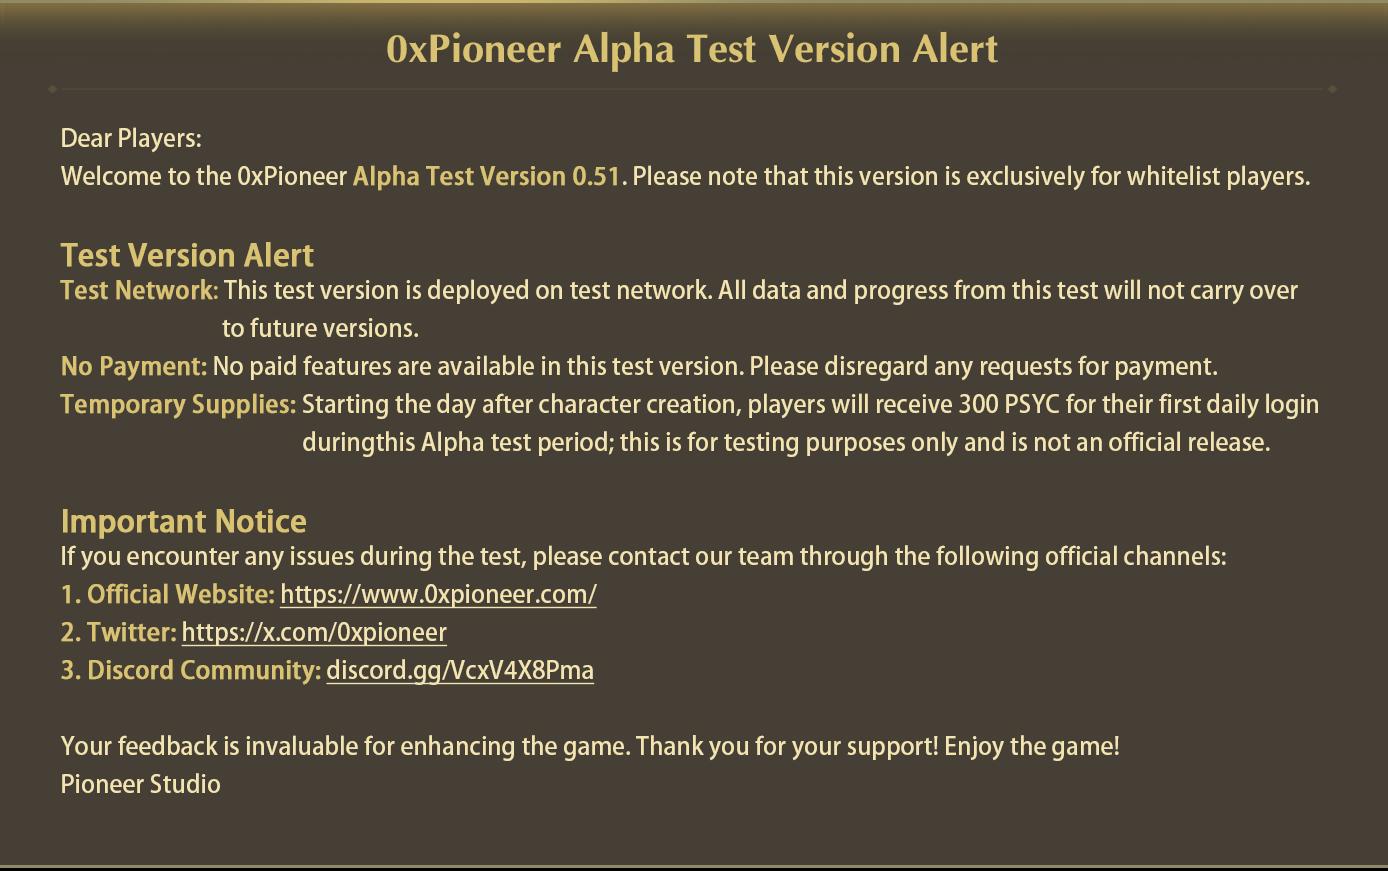 0xPioneer Alpha Test Version Alert
Dear Players:
Welcome to the 0xPioneer Alpha Test Version 0.51. Please note that this version is exclusively for whitelist players.
Test Version Alert
Test Network: This test version is deployed on test network. All data and progress from this test will not carry over
to future versions.
No Payment: No paid features are available in this test version. Please disregard any requests for payment.
Temporary Supplies: Starting the day after character creation, players will receive 300 PSYC for their first daily login
duringthis Alpha test period; this is for testing purposes only and is not an official release.
Important Notice
If you encounter any issues during the test, please contact our team through the following official channels:
1. Official Website: https://www.0xpioneer.com/
2. Twitter: https://x.com/0xpioneer
3. Discord Community: discord.gg/VcxV4X8Pma
Your feedback is invaluable for enhancing the game. Thank you for your support! Enjoy the game!
Pioneer Studio